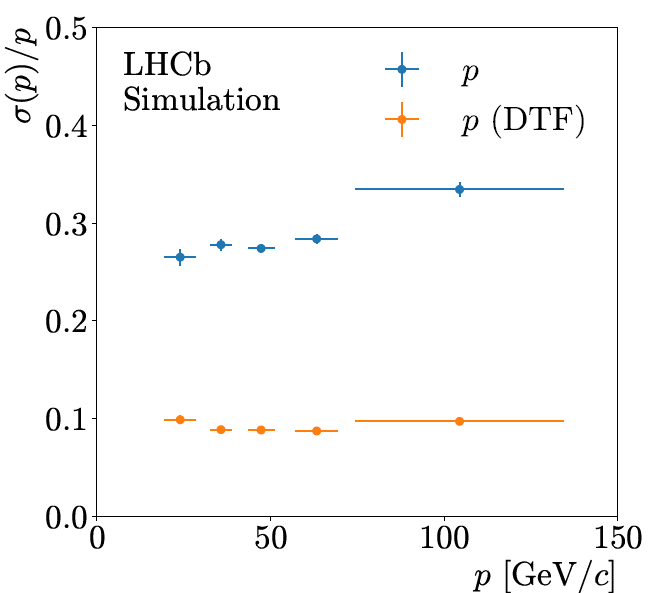 σ(p)/p
0.5
0.4
0.3
0.2
0.1
0.0
LHCb
Simulation
p
p (DTF)
0
50
100
150
p [GeV/c]